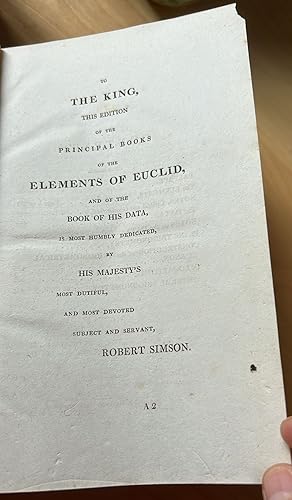 TO
THE KING,
THIS EDITION
OF THE
PRINCIPAL BOOKS
OF THE
ELEMENTS OF EUCLID,
AND OF THE
BOOK OF HIS DATA,
IS MOST HUMBLY DEDICATED,
BY
HIS MAJESTY'S
MOST DUTIFUL,
AND MOST DEVOTED
SUBJECT AND SERVANT,
ROBERT SIMSON.
A 2